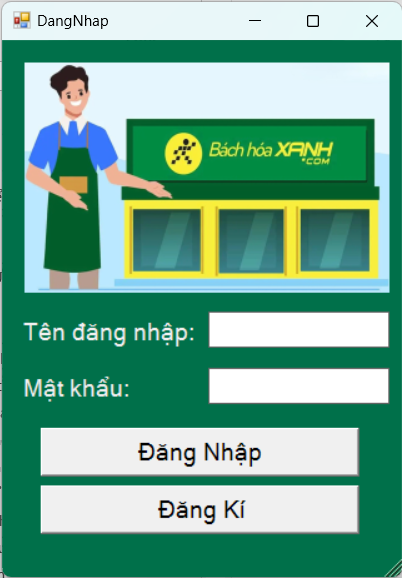 DangNhap
Bách hóa XANH
.COM
Tên đăng nhập:
Mật khẩu:
Đăng Nhập
Đăng Kí